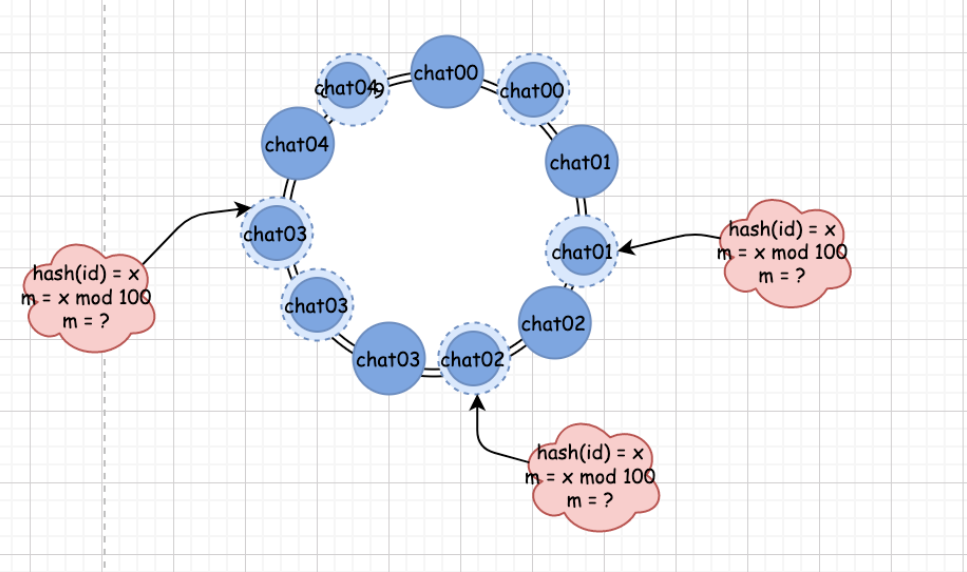 chat04
chat00
chat00
chat04
chat01
chat03
chat01
hash(id) = x
m = x mod 100
m = ?
hash(id) = x
m = x mod 100
m = ?
chat03
chat02
chat03
chat02
hash(id) = x
m = x mod 100
m = ?